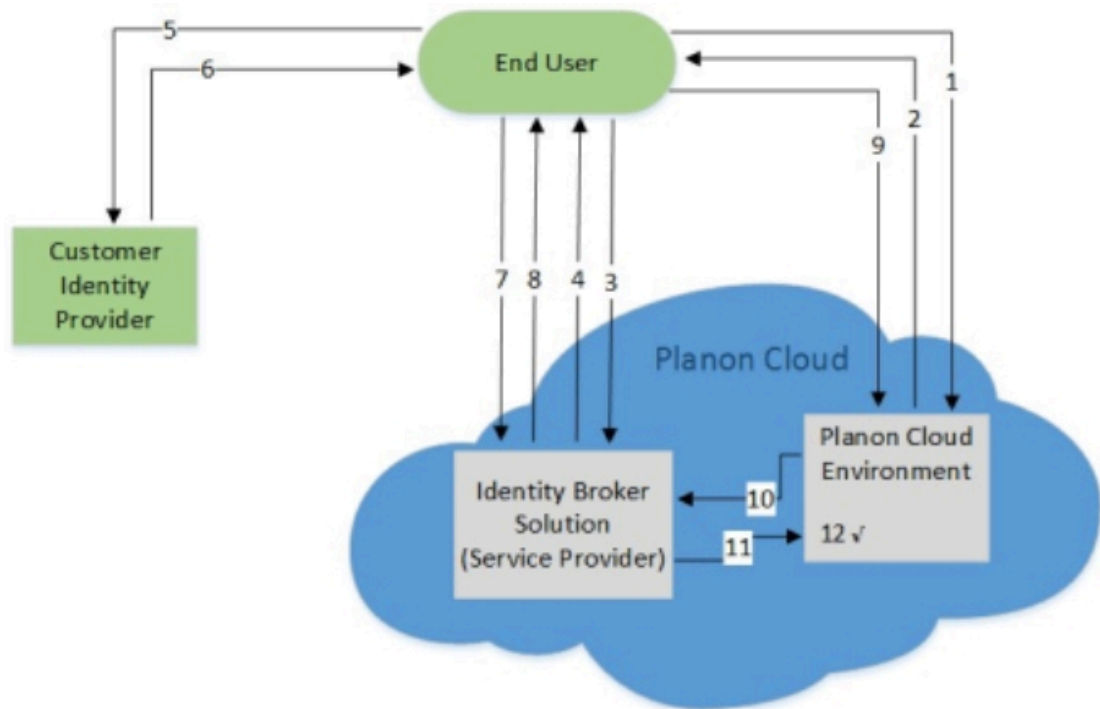 5
End User
6
1
2
9
Customer
Identity
Provider
7
8
4
3
Planon Cloud
Planon Cloud
Environment
Identity Broker
Solution
(Service Provider)
10
11
12 √